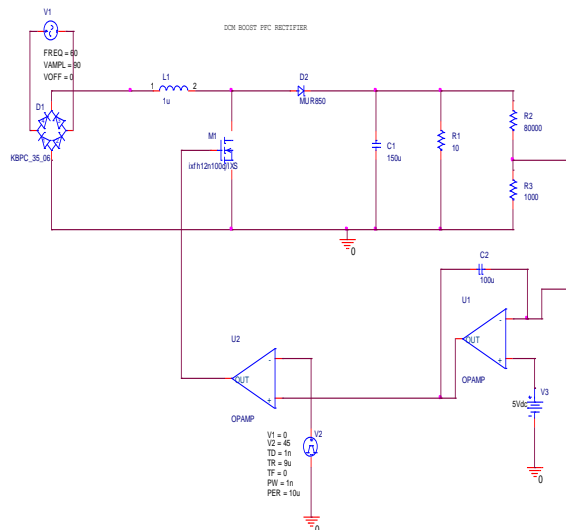 V1
DCM BOOST PFC RECTIFIER
FREQ = 60
VAMPL = 90
VOFF = 0
D1
KBPC_35_06
L1
1 2
1u
D2
MUR850
M1
ixfh12n100q1XS
C1
150u
R1
10
R2
80000
R3
1000
0
C2
100u
U1
-
OUT
+
OPAMP
U2
-
OUT
+
OPAMP
V3
5Vdc
0
V1 = 0
V2 = 45
TD = 1n
TR = 9u
TF = 0
PW = 1n
PER = 10u
V2
0